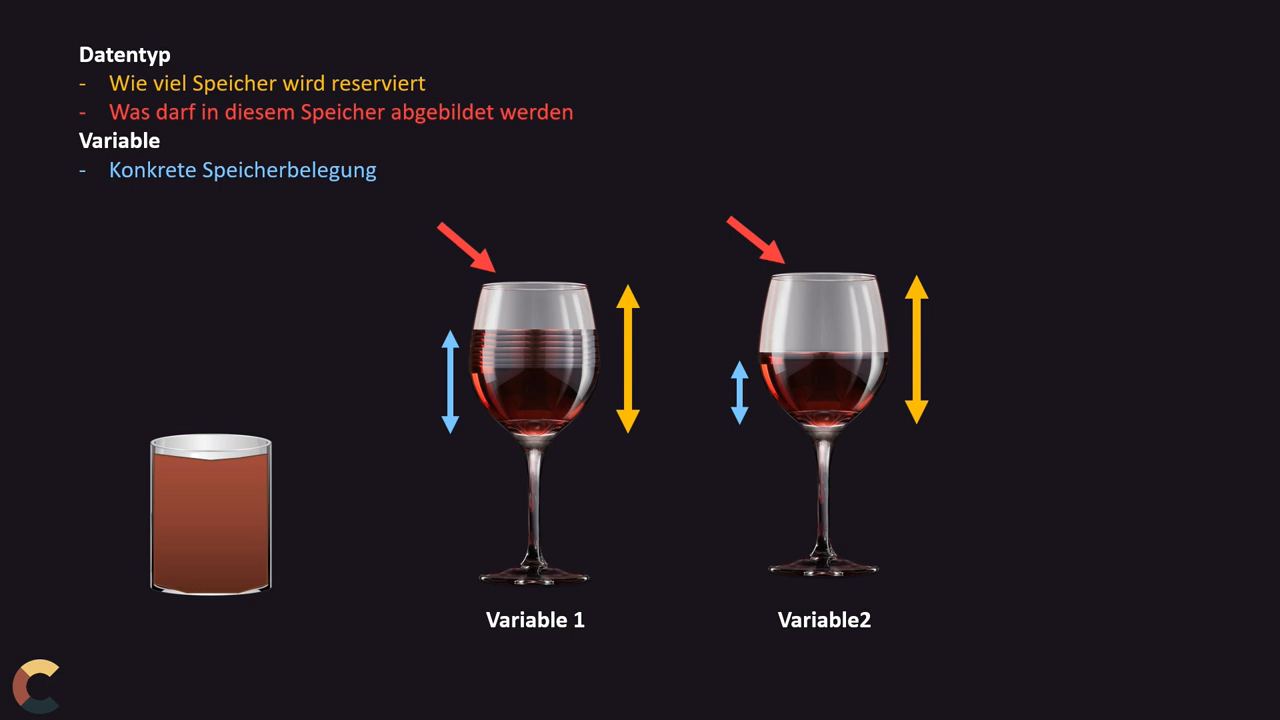 Datentyp
- Wie viel Speicher wird reserviert
- Was darf in diesem Speicher abgebildet werden
Variable
- Konkrete Speicherbelegung
Variable 1
Variable2